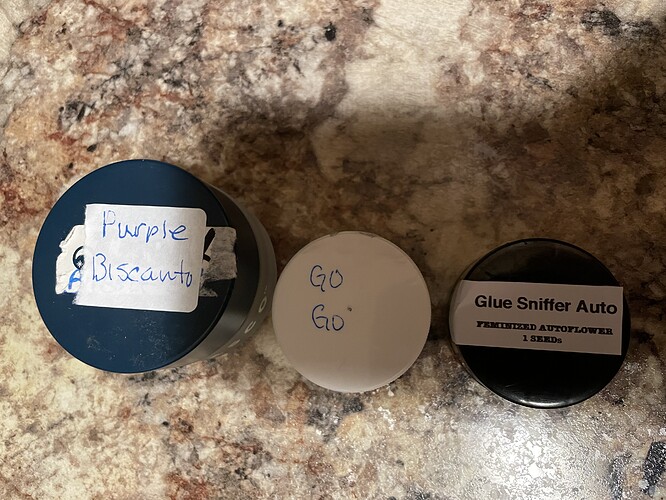 Purple
Biscanto
GO
GO
Glue Sniffer Auto
FEMINIZED AUTOFLOWER
1 SEEDs